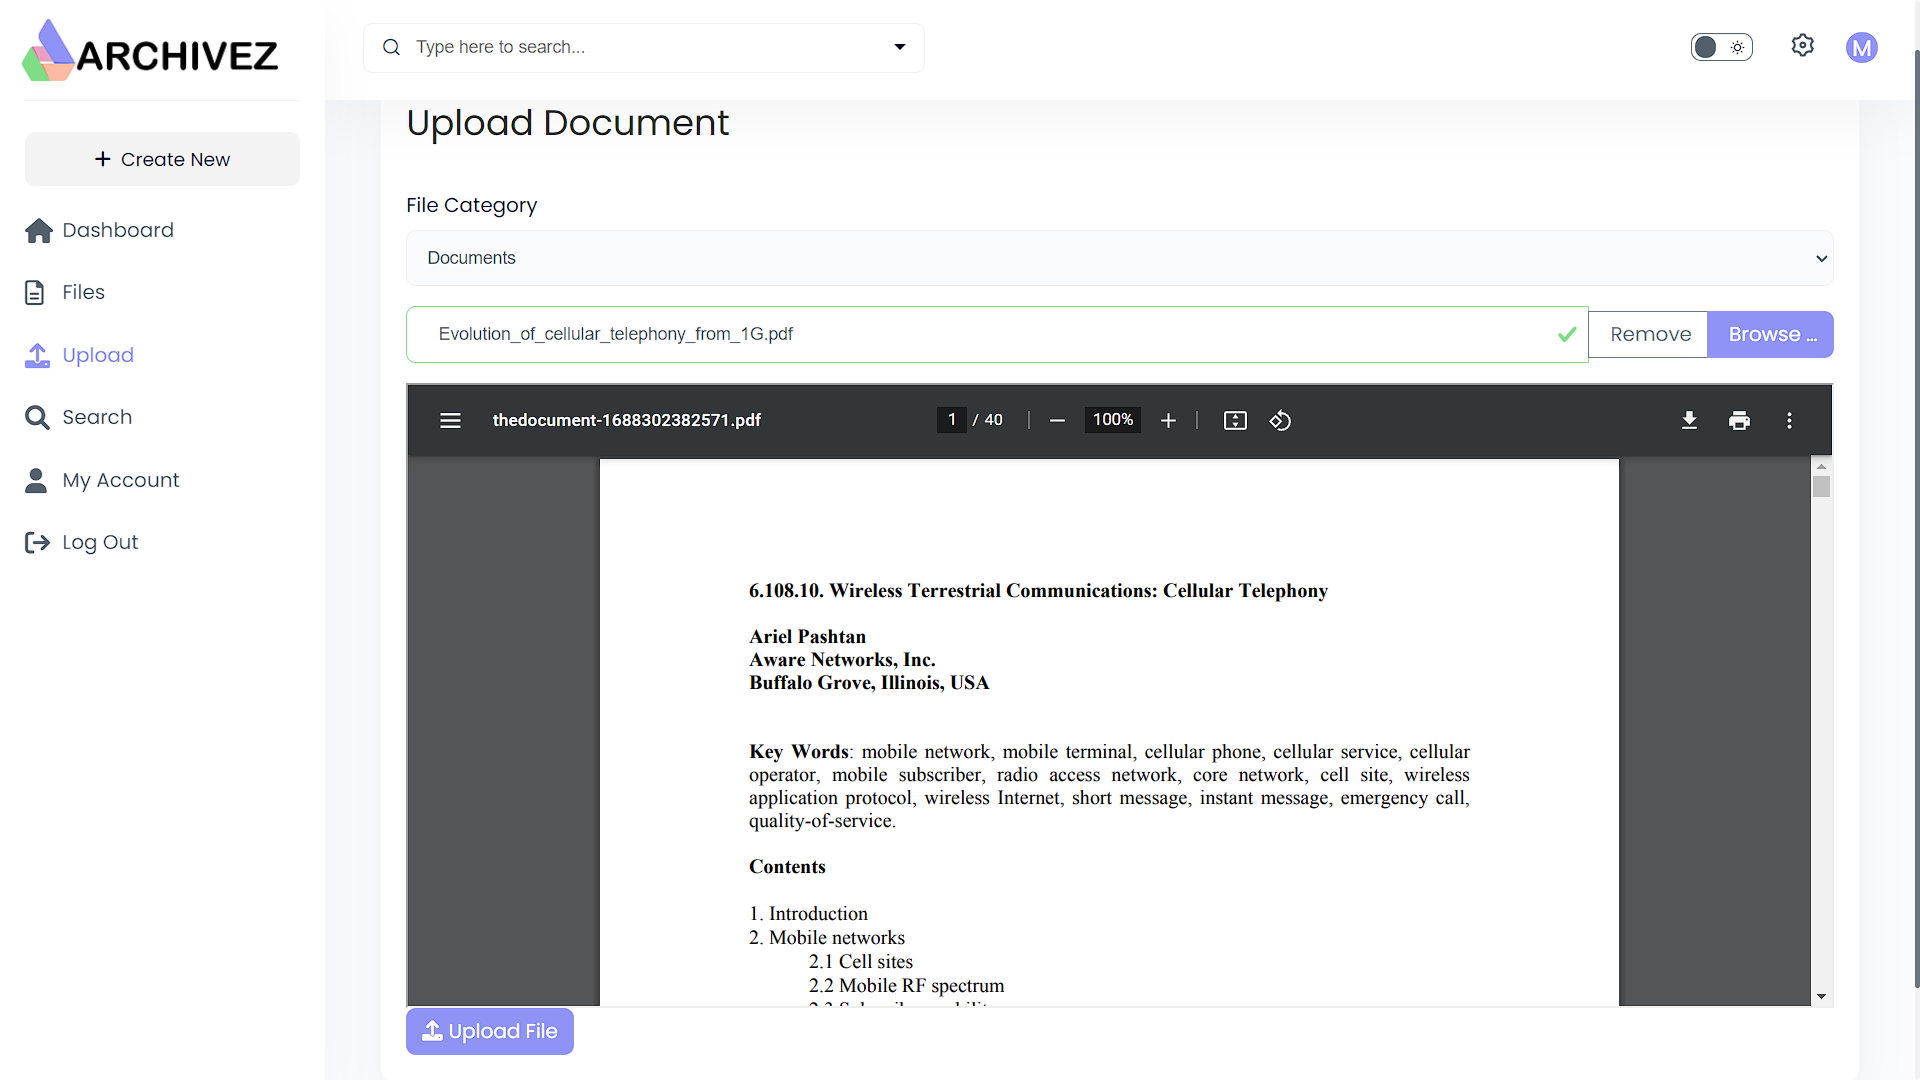 ARCHIVEZ
Type here to search...
M
Create New
Dashboard
Files
Upload
Search
My Account
Log Out
Upload Document
File Category
Documents
Evolution_of_cellular_telephony_from_1G.pdf
Remove
Browse ...
thedocument-1688302382571.pdf
1 / 40
100%
6.108.10. Wireless Terrestrial Communications: Cellular Telephony
Ariel Pashtan
Aware Networks, Inc.
Buffalo Grove, Illinois, USA
Key Words: mobile network, mobile terminal, cellular phone, cellular service, cellular
operator, mobile subscriber, radio access network, core network, cell site, wireless
application protocol, wireless Internet, short message, instant message, emergency call,
quality-of-service.
Contents
1. Introduction
2. Mobile networks
2.1 Cell sites
2.2 Mobile RF spectrum
Upload File